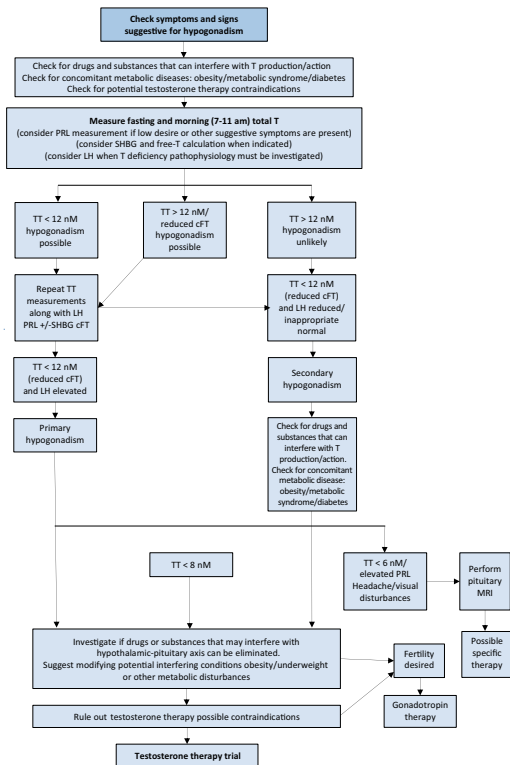 Check symptoms and signs
suggestive for hypogonadism
Check for drugs and substances that can interfere with T production/action
Check for concomitant metabolic diseases: obesity/metabolic syndrome/diabetes
Check for potential testosterone therapy contraindications
Measure fasting and morning (7-11 am) total T
(consider PRL measurement if low desire or other suggestive symptoms are present)
(consider SHBG and free-T calculation when indicated)
(consider LH when T deficiency pathophysiology must be investigated)
TT < 12 nM
hypogonadism
possible
TT > 12 nM/
reduced cFT
hypogonadism
possible
TT > 12 nM
hypogonadism
unlikely
Repeat TT
measurements
along with LH
PRL +/-SHBG cFT
TT < 12 nM
(reduced cFT)
and LH reduced/
inappropriate
normal
TT < 12 nM
(reduced cFT)
and LH elevated
Secondary
hypogonadism
Primary
hypogonadism
Check for drugs and
substances that can
interfere with T
production/action.
Check for concomitant
metabolic disease:
obesity/metabolic
syndrome/diabetes
TT < 8 nM
TT < 6 nM/
elevated PRL
Headache/visual
disturbances
Perform
pituitary
MRI
Investigate if drugs or substances that may interfere with
hypothalamic-pituitary axis can be eliminated.
Suggest modifying potential interfering conditions obesity/underweight
or other metabolic disturbances
Fertility
desired
Possible
specific
therapy
Rule out testosterone therapy possible contraindications
Gonadotropin
therapy
Testosterone therapy trial